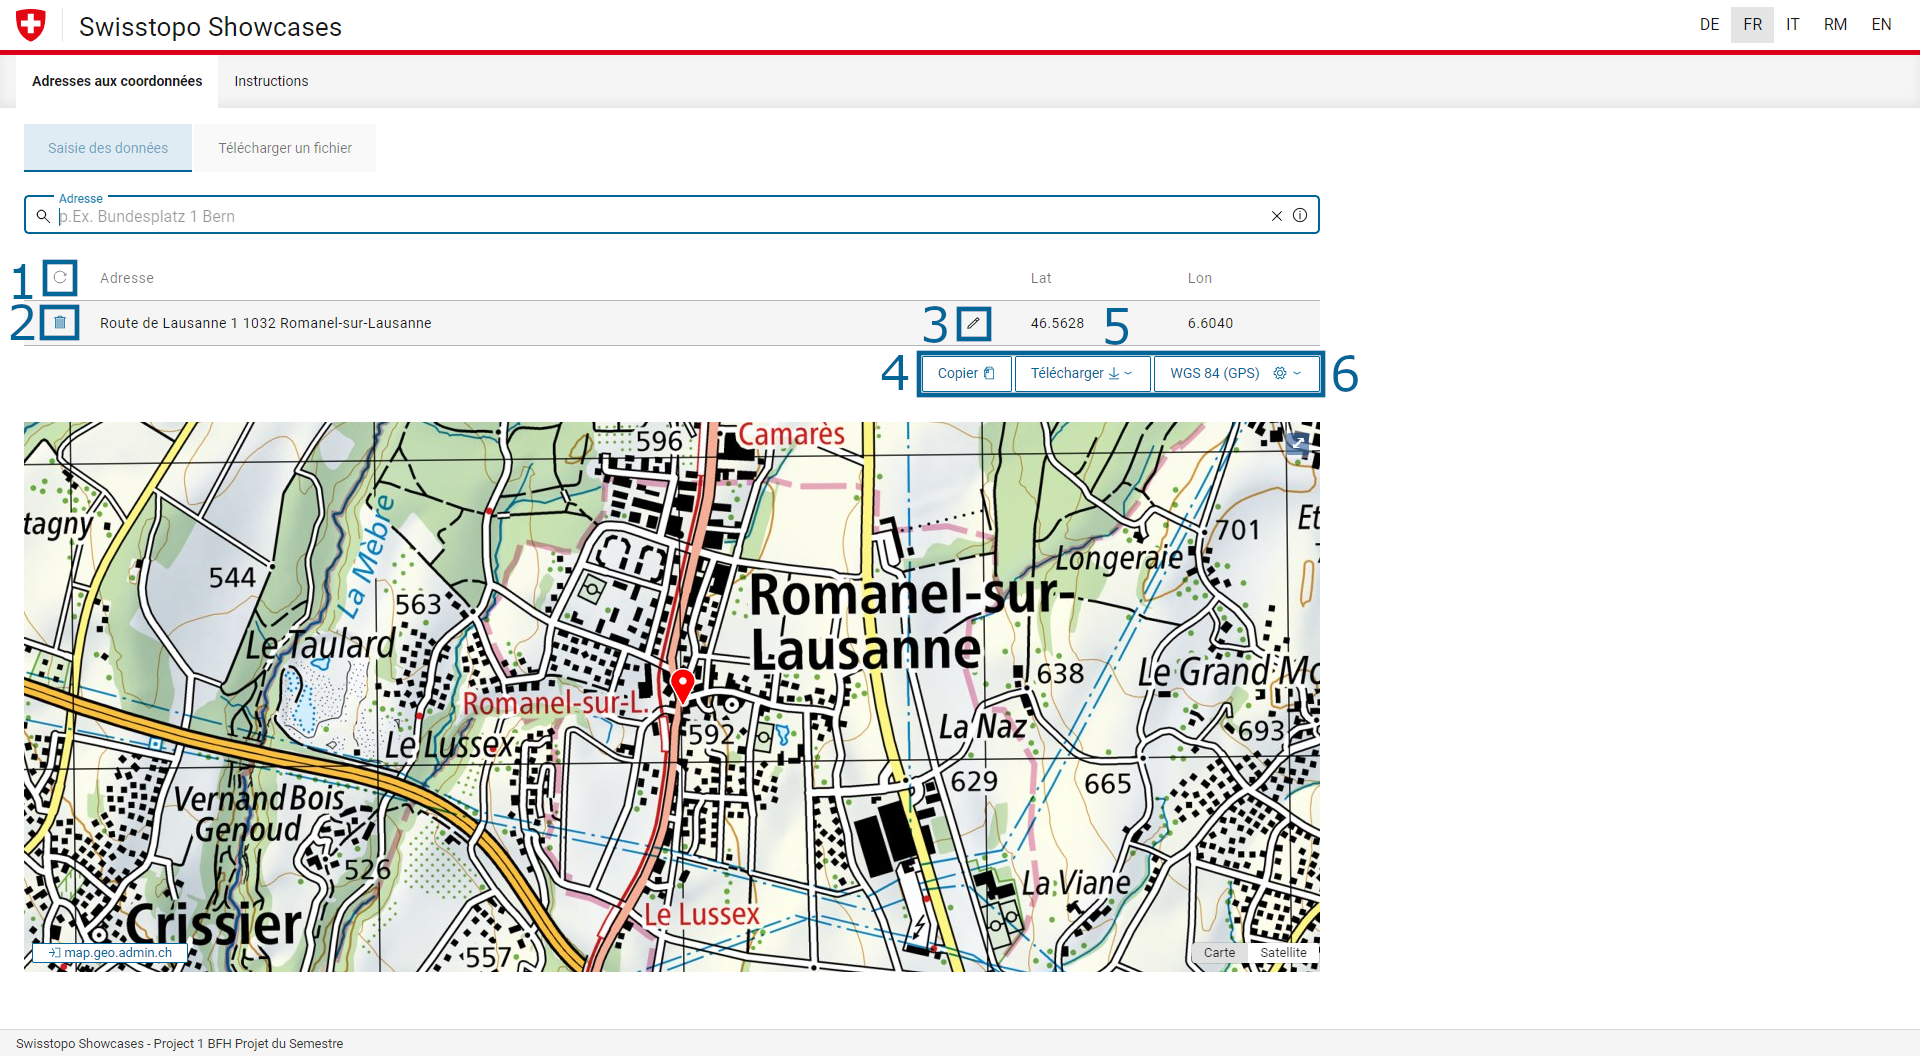 Swisstopo Showcases
DE FR IT RM EN
Adresses aux coordonnées Instructions
Saisie des données Télécharger un fichier
Adresse
p.Ex. Bundesplatz 1 Bern
1 Adresse Lat Lon
2 Route de Lausanne 1 1032 Romanel-sur-Lausanne 3 46.5628 5 6.6040
4 Copier Télécharger WGS 84 (GPS) 6
596 Camarès
tagny 701 Et
La Mèbre
Longeraie
544
563
Romanel-sur-
Lausanne
Le Taulard
638 Le Grand Mo
Romanel-sur-L.
592 La Naz 693
Le Lussex
629 665
Vernand Bois
Genoud
526
La Viane
Crissier
Le Lussex
557
map.geo.admin.ch Carte Satellite
Swisstopo Showcases - Project 1 BFH Projet du Semestre